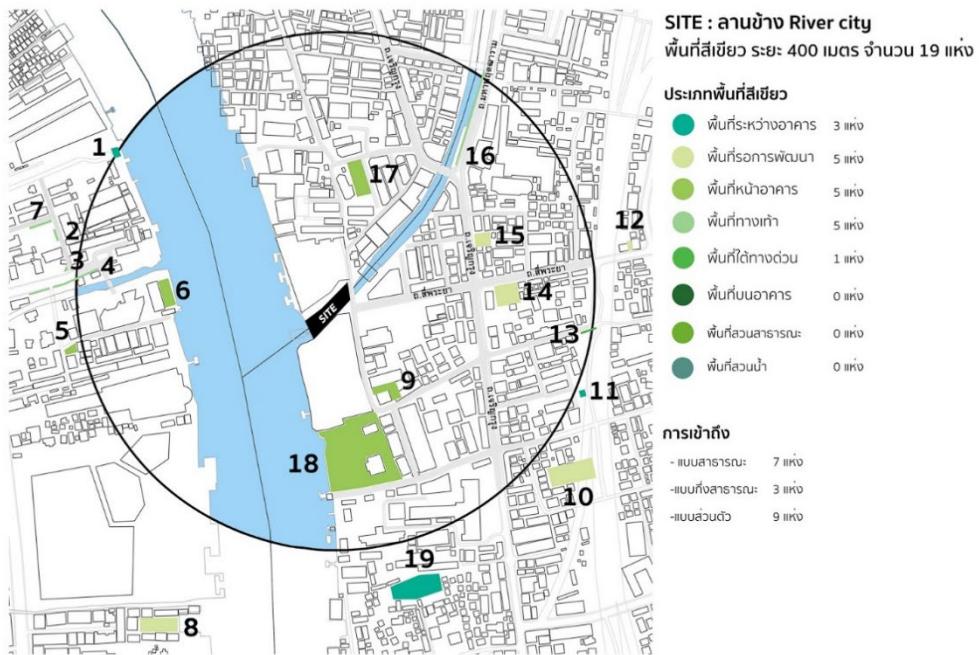 SITE : ลานข้าง River city
พื้นที่สีเขียว ระยะ 400 เมตร จำนวน 19 แห่ง
ประเภทพื้นที่สีเขียว
พื้นที่ระหว่างอาคาร 3 แห่ง
พื้นที่รอการพัฒนา 5 แห่ง
พื้นที่หน้าอาคาร 5 แห่ง
พื้นที่ทางเท้า 5 แห่ง
พื้นที่ใต้ทางด่วน 1 แห่ง
พื้นที่บนอาคาร 0 แห่ง
พื้นที่สวนสาธารณะ 0 แห่ง
พื้นที่สวนน้ำ 0 แห่ง
การเข้าถึง
- แบบสาธารณะ 7 แห่ง
-แบบกึ่งสาธารณะ 3 แห่ง
-แบบส่วนตัว 9 แห่ง
ถ.เจริญกรุง
1
16
17
7
2
12
15
3
4
ถ.สี่พระยา
6
14
ถ.สี่พระยา
SITE
5
13
9
11
18
10
19
8